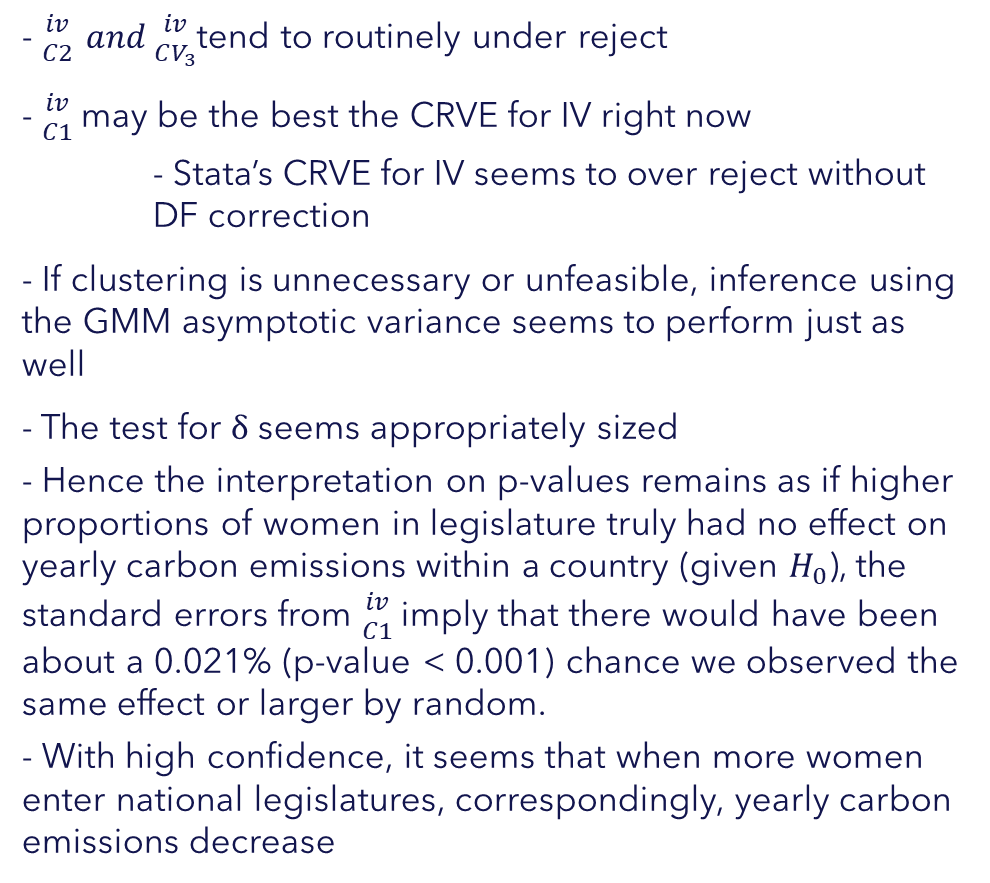 - iv C2 and iv CV₃ tend to routinely under reject
- iv C1 may be the best the CRVE for IV right now
- Stata's CRVE for IV seems to over reject without
DF correction
- If clustering is unnecessary or unfeasible, inference using
the GMM asymptotic variance seems to perform just as
well
- The test for δ seems appropriately sized
- Hence the interpretation on p-values remains as if higher
proportions of women in legislature truly had no effect on
yearly carbon emissions within a country (given H₀), the
standard errors from iv C1 imply that there would have been
about a 0.021% (p-value < 0.001) chance we observed the
same effect or larger by random.
- With high confidence, it seems that when more women
enter national legislatures, correspondingly, yearly carbon
emissions decrease